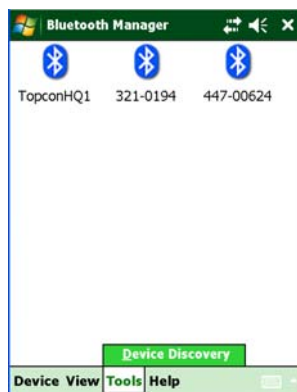 Bluetooth Manager
TopconHQ1 321-0194 447-00624
Device Discovery
Device View Tools Help